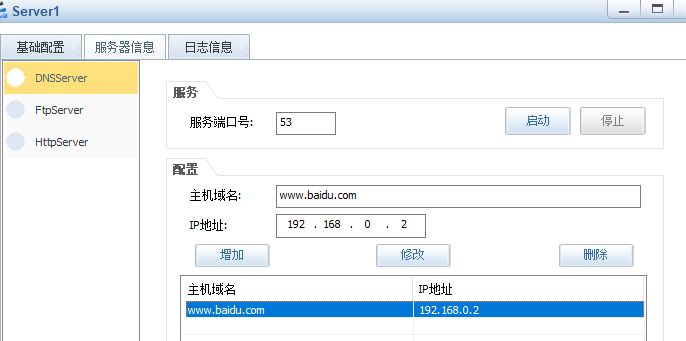 Server1
基础配置 服务器信息 日志信息
DNSServer
FtpServer
HttpServer
服务
服务端口号: 53 启动 停止
配置
主机域名: www.baidu.com
IP地址: 192 . 168 . 0 . 2
增加 修改 删除
主机域名 IP地址
www.baidu.com 192.168.0.2